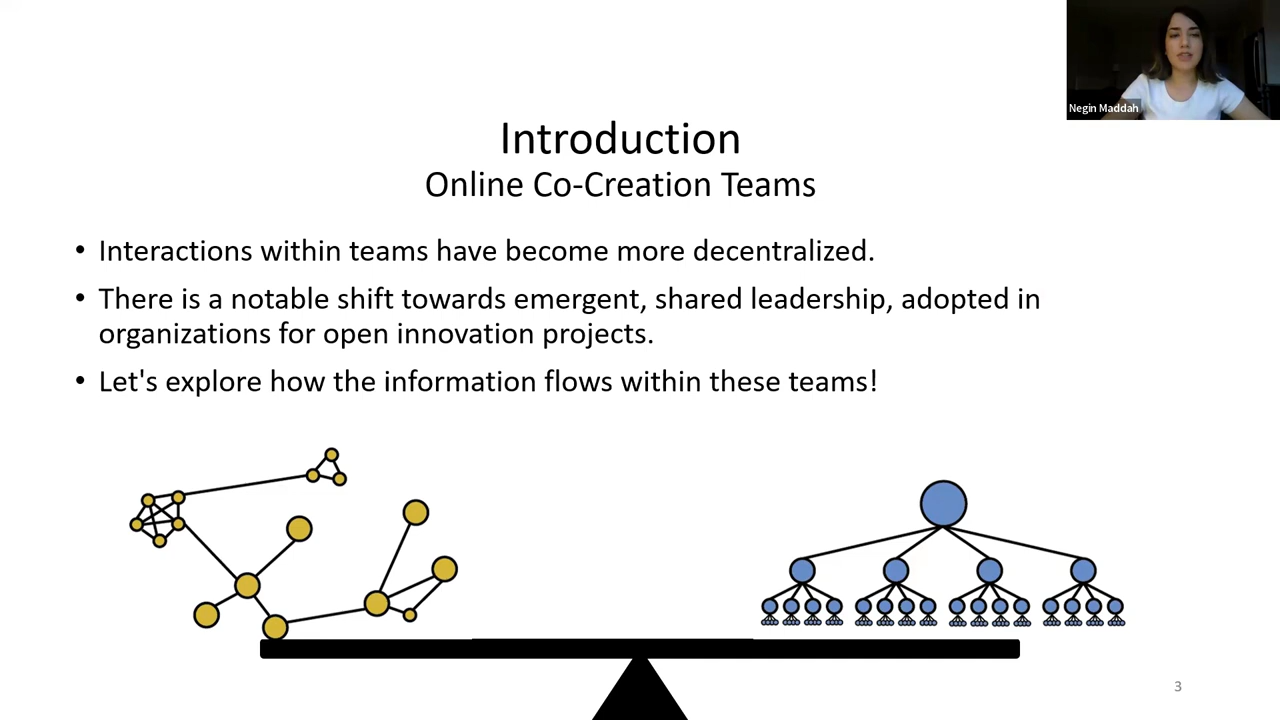 Negin Maddah
Introduction
Online Co-Creation Teams
• Interactions within teams have become more decentralized.
• There is a notable shift towards emergent, shared leadership, adopted in
organizations for open innovation projects.
• Let's explore how the information flows within these teams!
3